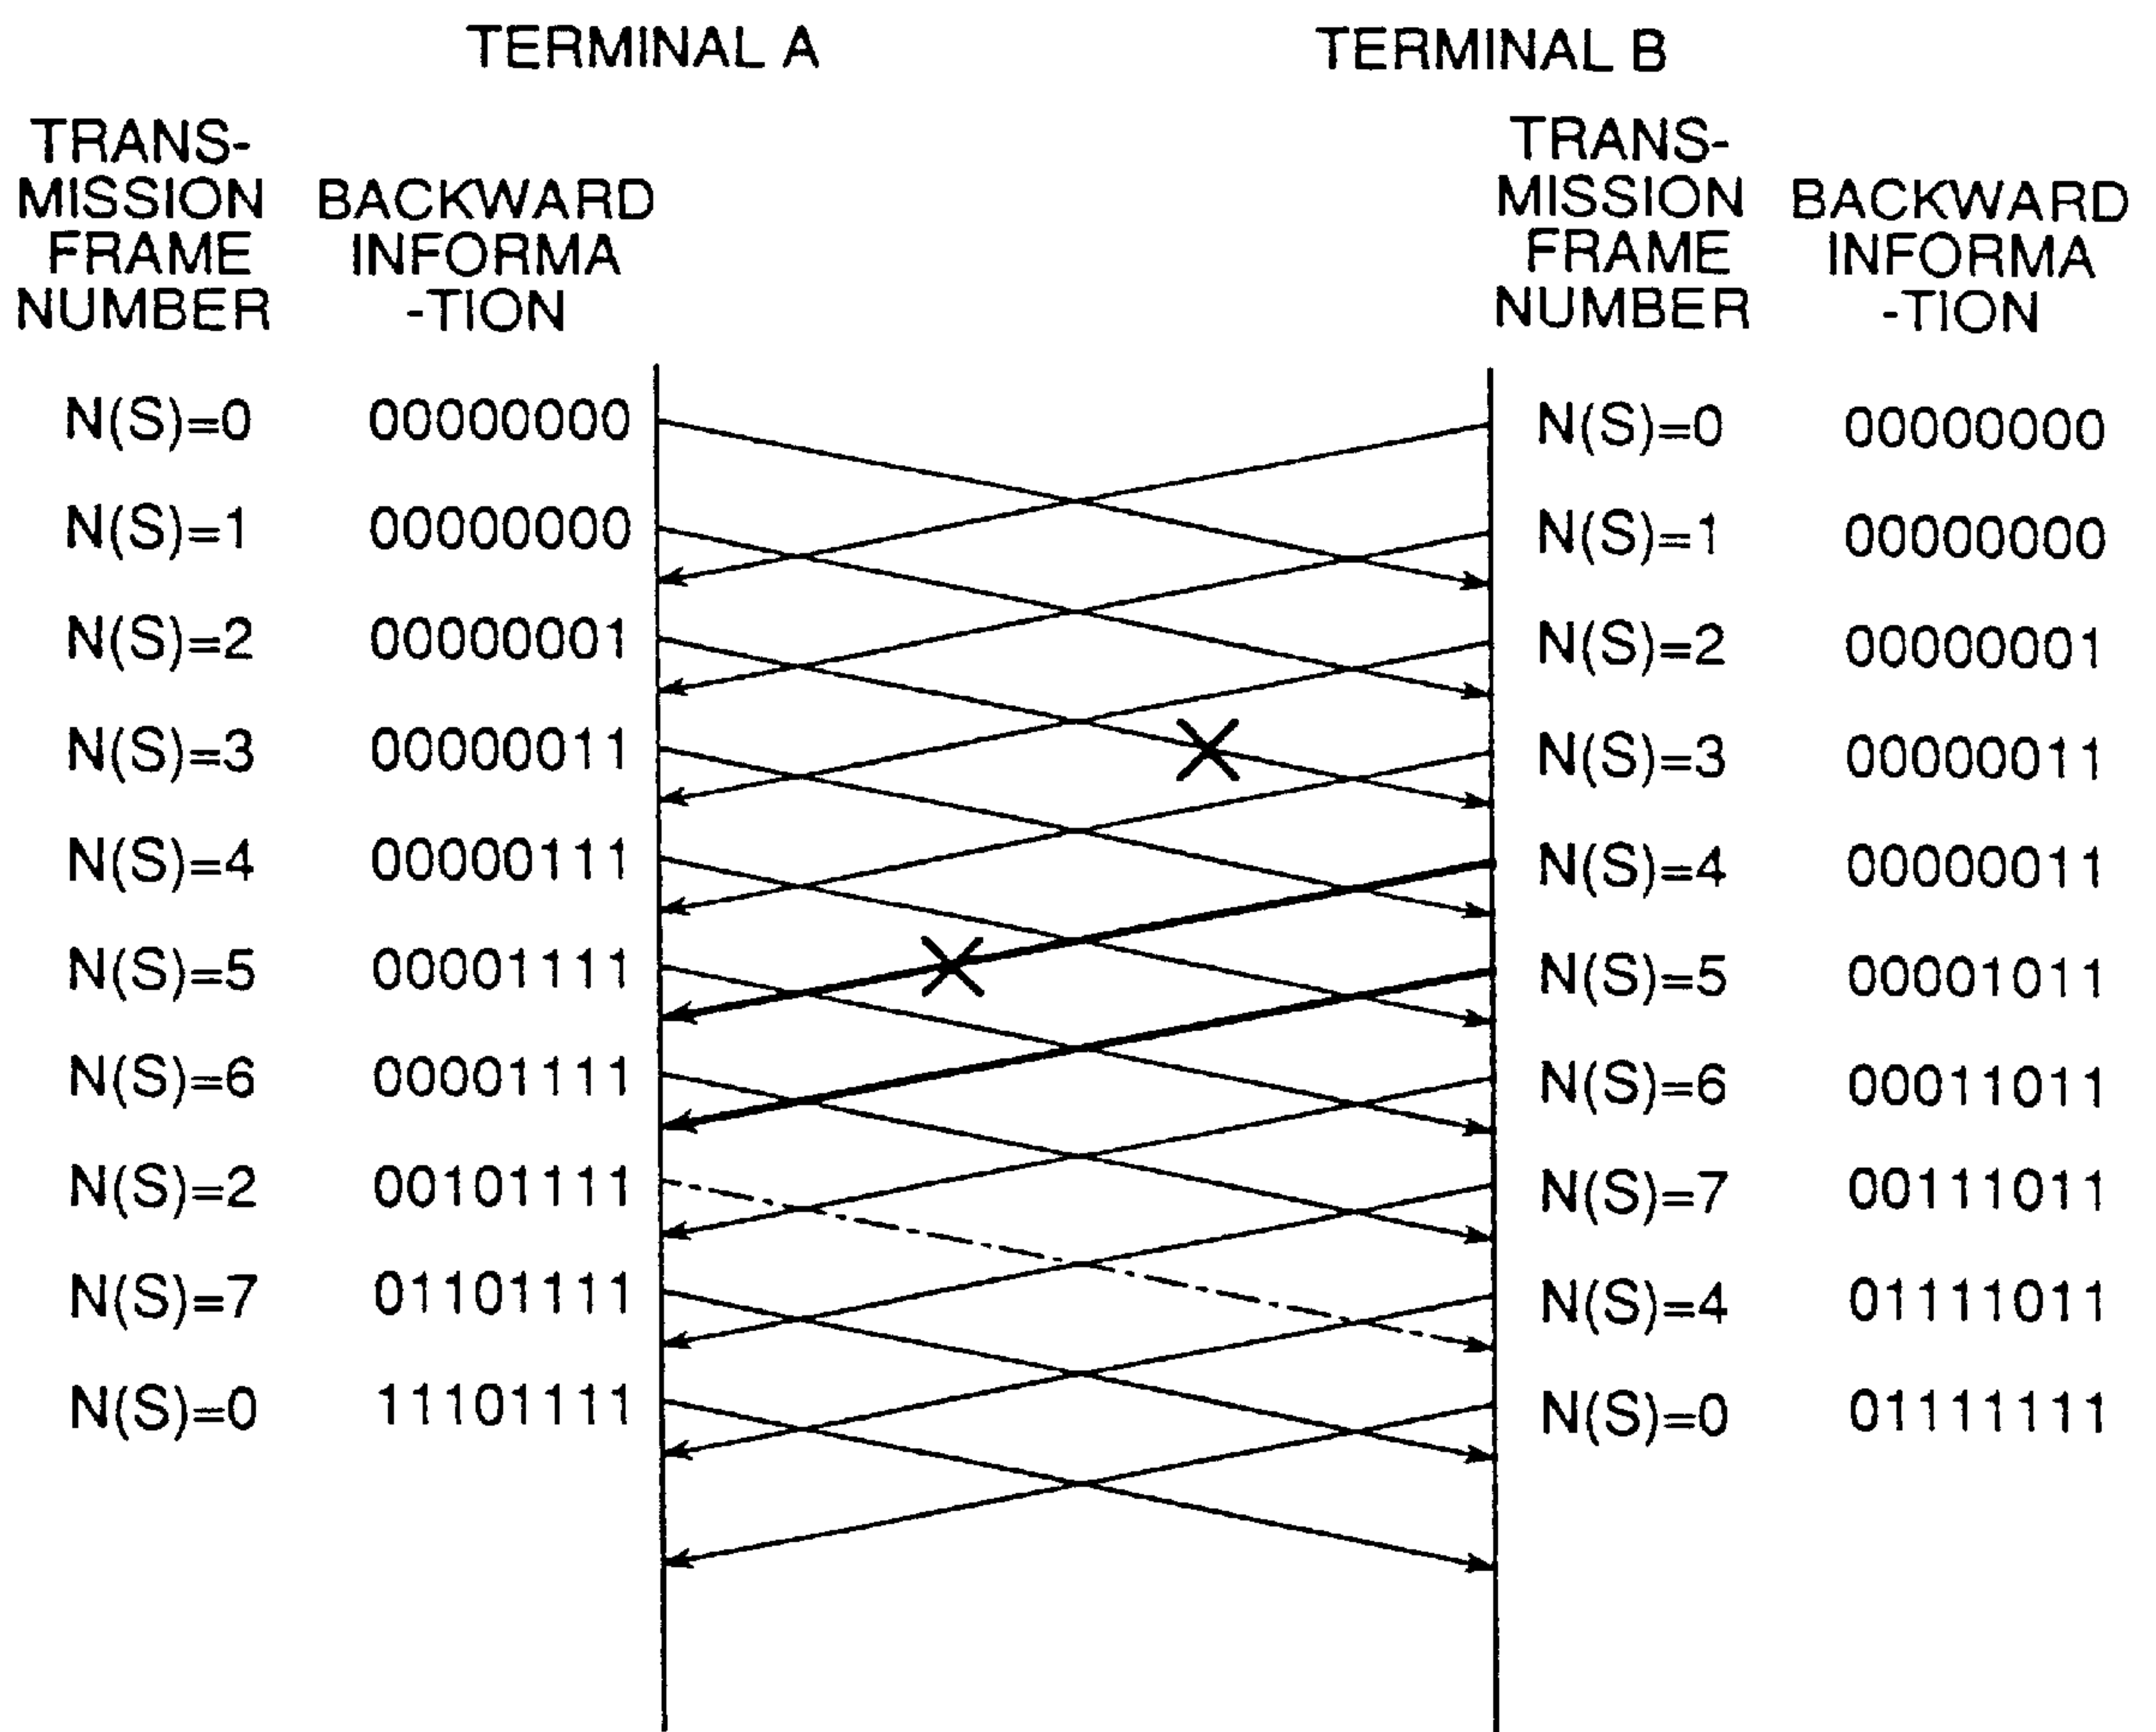 TERMINAL A TERMINAL B
TRANS-
MISSION
FRAME
NUMBER
BACKWARD
INFORMA
-TION
TRANS-
MISSION
FRAME
NUMBER
BACKWARD
INFORMA
-TION
N(S)=0 00000000 N(S)=0 00000000
N(S)=1 00000000 N(S)=1 00000000
N(S)=2 00000001 N(S)=2 00000001
N(S)=3 00000011 N(S)=3 00000011
N(S)=4 00000111 N(S)=4 00000011
N(S)=5 00001111 N(S)=5 00001011
N(S)=6 00001111 N(S)=6 00011011
N(S)=2 00101111 N(S)=7 00111011
N(S)=7 01101111 N(S)=4 01111011
N(S)=0 11101111 N(S)=0 01111111